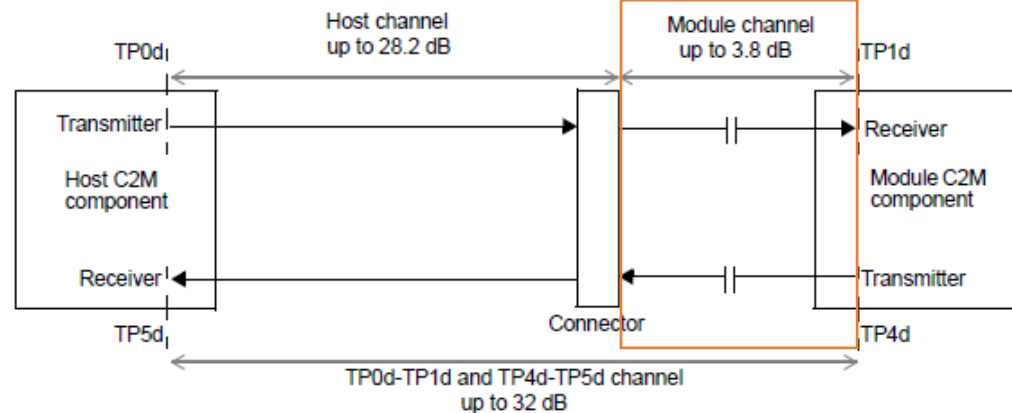 Host channel
up to 28.2 dB
Module channel
up to 3.8 dB
TP0d
TP1d
Transmitter
Receiver
Host C2M
component
Module C2M
component
Receiver
Transmitter
Connector
TP5d
TP4d
TP0d-TP1d and TP4d-TP5d channel
up to 32 dB